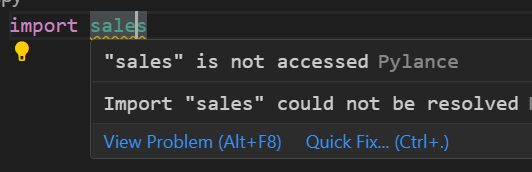 import sales
"sales" is not accessed Pylance
Import "sales" could not be resolved
View Problem (Alt+F8) Quick Fix... (Ctrl+.)